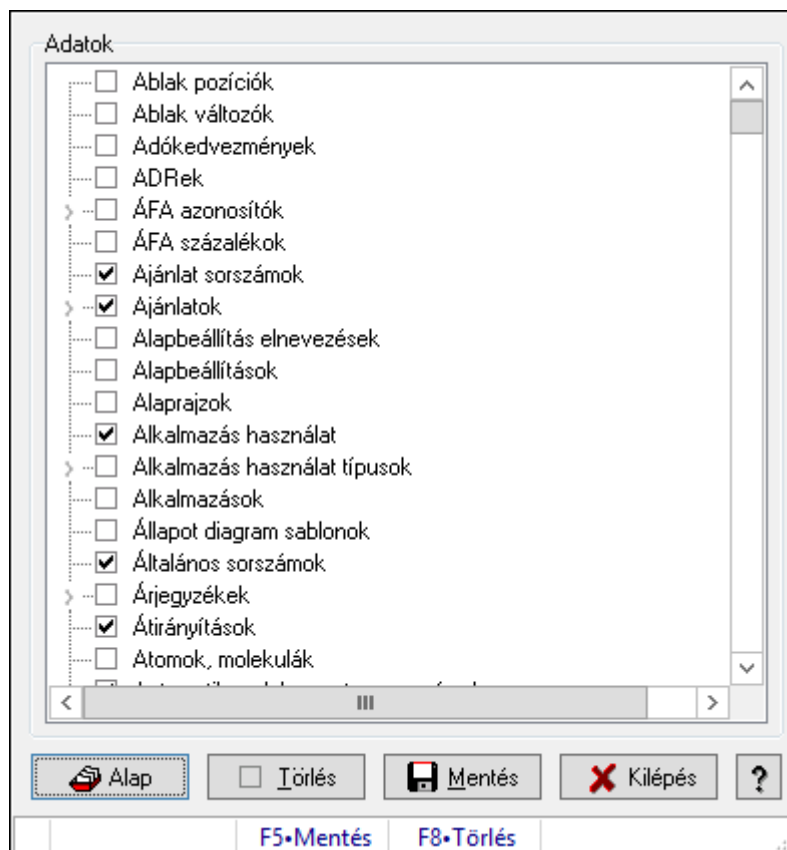 Adatok
Ablak pozíciók
Ablak változók
Adókedvezmények
ADRek
ÁFA azonosítók
ÁFA százalékok
Ajánlat sorszámok
Ajánlatok
Alapbeállítás elnevezések
Alapbeállítások
Alaprajzok
Alkalmazás használat
Alkalmazás használat típusok
Alkalmazások
Állapot diagram sablonok
Általános sorszámok
Árjegyzékek
Átirányítások
Atomok, molekulák
Alap Törlés Mentés Kilépés ?
F5•Mentés F8•Törlés